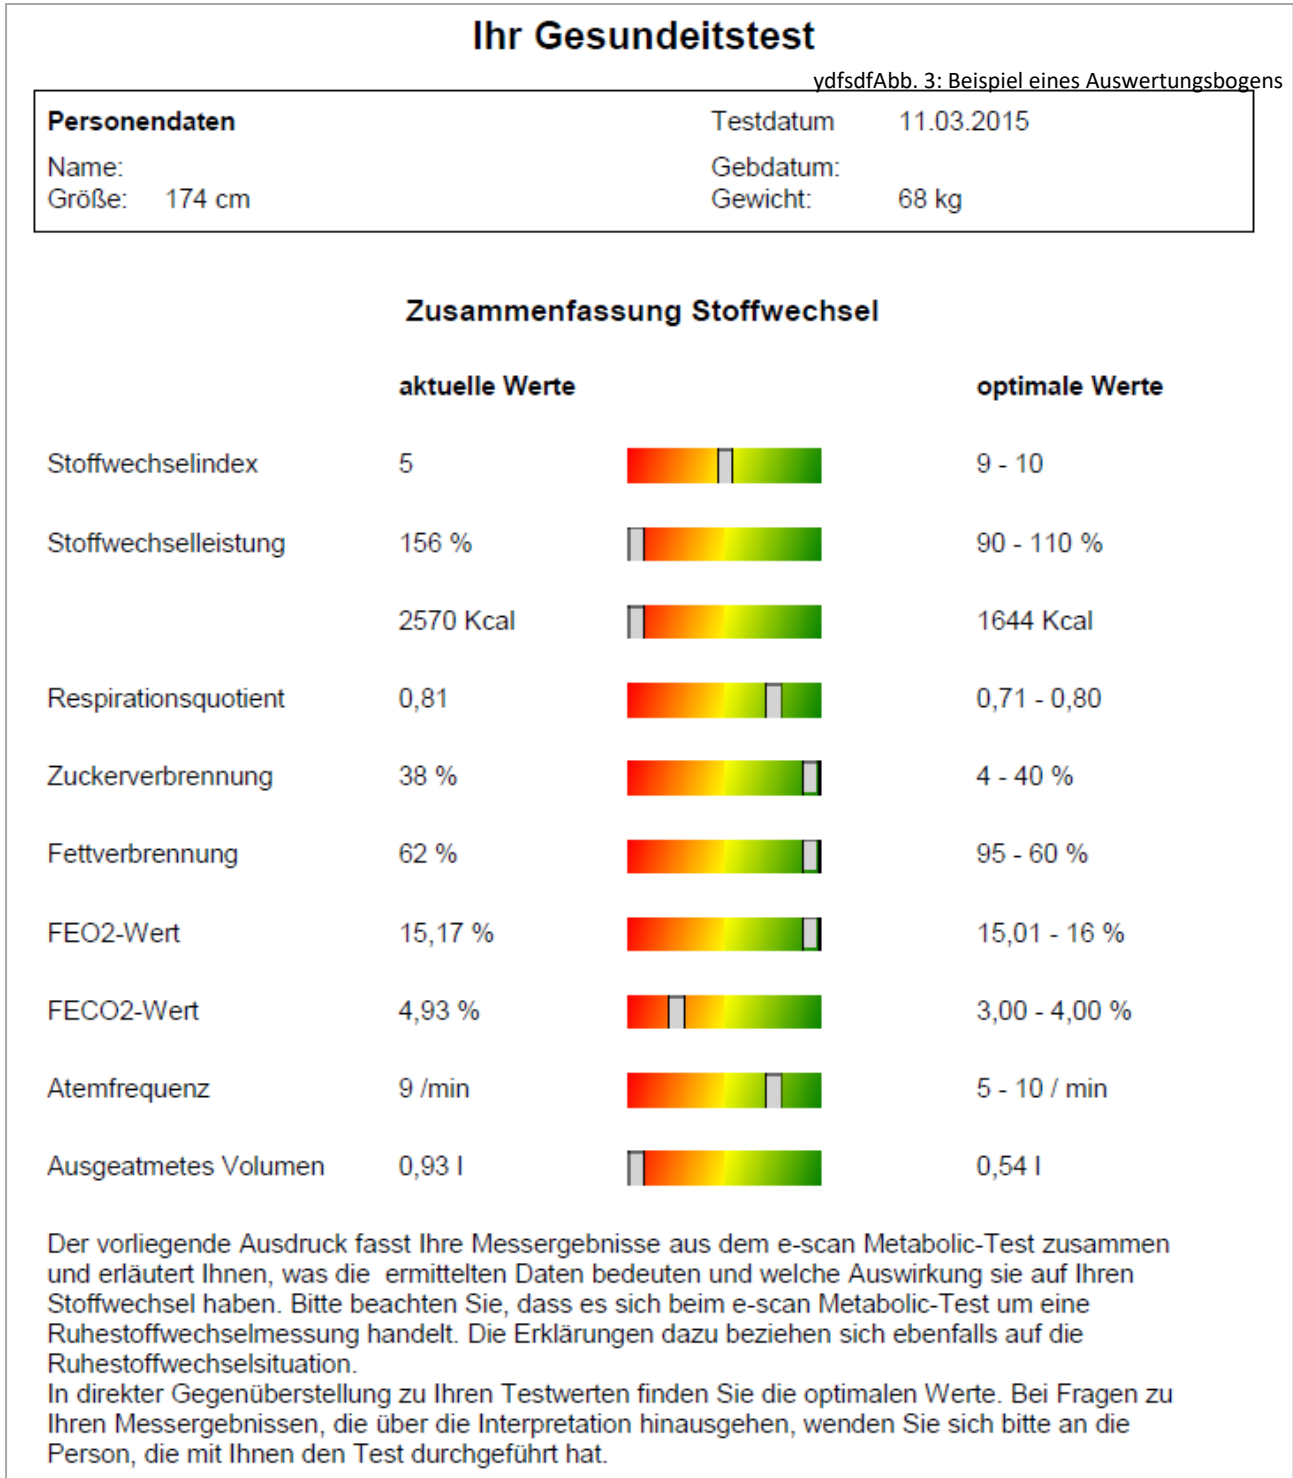 Ihr Gesundeitstest
ydfsdfAbb. 3: Beispiel eines Auswertungsbogens
Personendaten Testdatum 11.03.2015
Name: Gebdatum:
Größe: 174 cm Gewicht: 68 kg
Zusammenfassung Stoffwechsel
aktuelle Werte optimale Werte
Stoffwechselindex 5 9 - 10
Stoffwechselleistung 156 % 90 - 110 %
2570 Kcal 1644 Kcal
Respirationsquotient 0,81 0,71 - 0,80
Zuckerverbrennung 38 % 4 - 40 %
Fettverbrennung 62 % 95 - 60 %
FEO2-Wert 15,17 % 15,01 - 16 %
FECO2-Wert 4,93 % 3,00 - 4,00 %
Atemfrequenz 9 /min 5 - 10 / min
Ausgeatmetes Volumen 0,93 l 0,54 l
Der vorliegende Ausdruck fasst Ihre Messergebnisse aus dem e-scan Metabolic-Test zusammen
und erläutert Ihnen, was die ermittelten Daten bedeuten und welche Auswirkung sie auf Ihren
Stoffwechsel haben. Bitte beachten Sie, dass es sich beim e-scan Metabolic-Test um eine
Ruhestoffwechselmessung handelt. Die Erklärungen dazu beziehen sich ebenfalls auf die
Ruhestoffwechselsituation.
In direkter Gegenüberstellung zu Ihren Testwerten finden Sie die optimalen Werte. Bei Fragen zu
Ihren Messergebnissen, die über die Interpretation hinausgehen, wenden Sie sich bitte an die
Person, die mit Ihnen den Test durchgeführt hat.